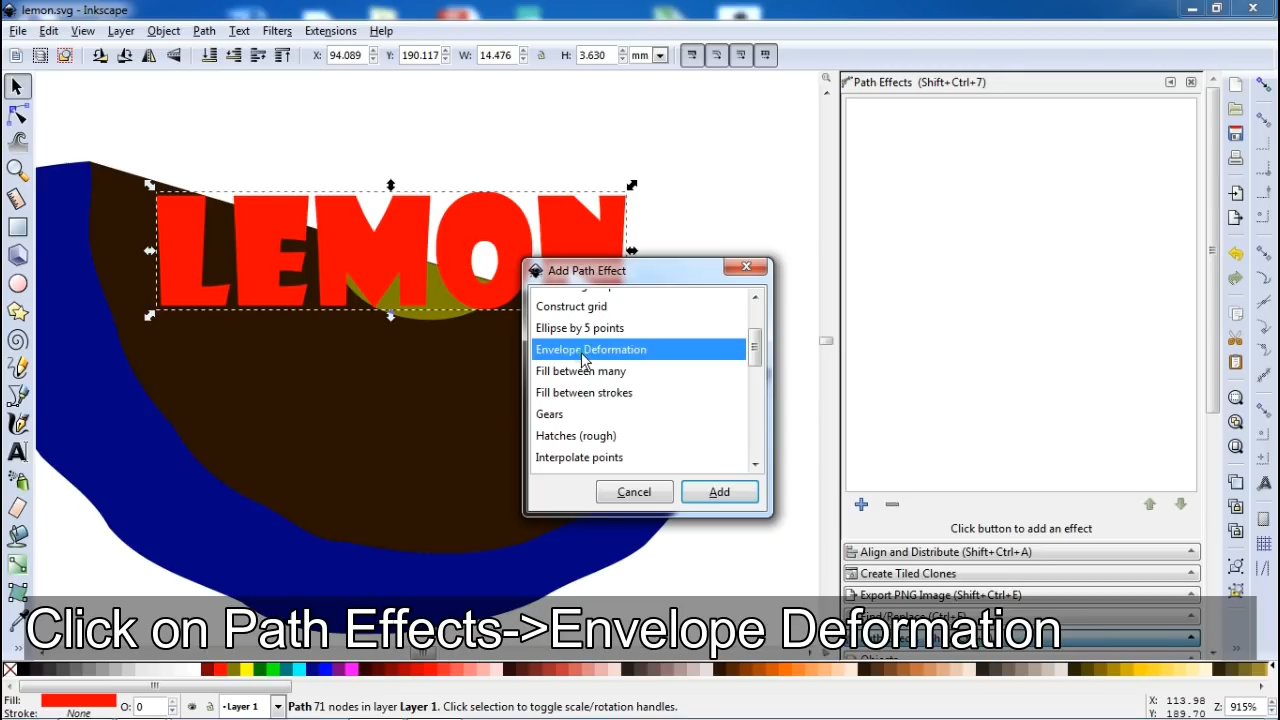 lemon.svg - Inkscape
File Edit View Layer Object Path Text Filters Extensions Help
X: 94.089 Y: 190.117 W: 14.476 H: 3.630 mm
Path Effects (Shift+Ctrl+7)
LEMON
Add Path Effect
Construct grid
Ellipse by 5 points
Envelope Deformation
Fill between many
Fill between strokes
Gears
Hatches (rough)
Interpolate points
Cancel Add
Click button to add an effect
Align and Distribute (Shift+Ctrl+A)
Create Tiled Clones
Export PNG Image (Shift+Ctrl+E)
Find/Replace (Ctrl+F)
Objects
Click on Path Effects->Envelope Deformation
Fill: O: 0 Layer 1 Path 71 nodes in layer Layer 1. Click selection to toggle scale/rotation handles. X: 113.98 Z: 915%
Stroke: None Y: 189.70